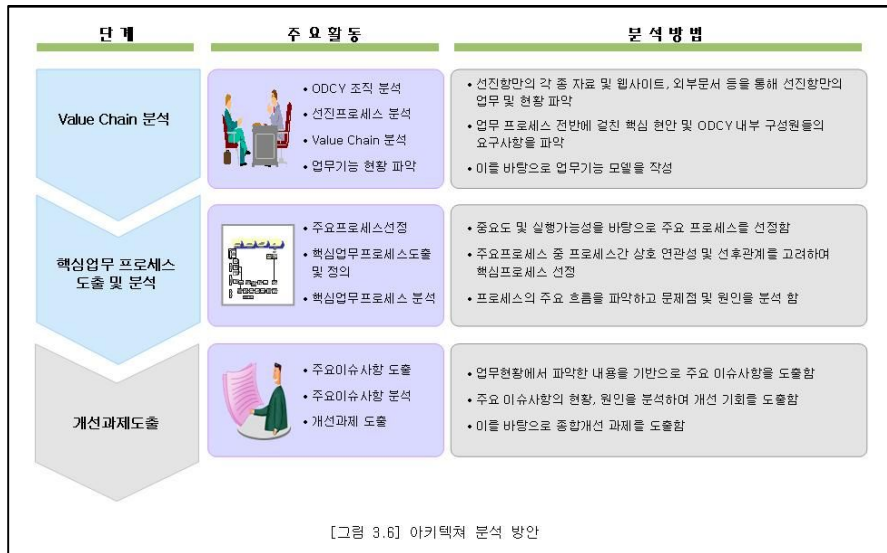 단 계
주 요 활 동
분 석 방 법
Value Chain 분석
• ODCY 조직 분석
• 선진프로세스 분석
• Value Chain 분석
• 업무기능 현황 파악
• 선진항만의 각 종 자료 및 웹사이트, 외부문서 등을 통해 선진항만의
업무 및 현황 파악
• 업무 프로세스 전반에 걸친 핵심 현안 및 ODCY 내부 구성원들의
요구사항을 파악
• 이를 바탕으로 업무기능 모델을 작성
핵심업무 프로세스
도출 및 분석
• 주요프로세스선정
• 핵심업무프로세스도출
및 정의
• 핵심업무프로세스 분석
• 중요도 및 실행가능성을 바탕으로 주요 프로세스를 선정함
• 주요프로세스 중 프로세스간 상호 연관성 및 선후관계를 고려하여
핵심프로세스 선정
• 프로세스의 주요 흐름을 파악하고 문제점 및 원인을 분석 함
개선과제도출
• 주요이슈사항 도출
• 주요이슈사항 분석
• 개선과제 도출
• 업무현황에서 파악한 내용을 기반으로 주요 이슈사항을 도출함
• 주요 이슈사항의 현황, 원인을 분석하며 개선 기회를 도출함
• 이를 바탕으로 종합개선 과제를 도출함
[그림 3.6] 아키텍쳐 분석 방안